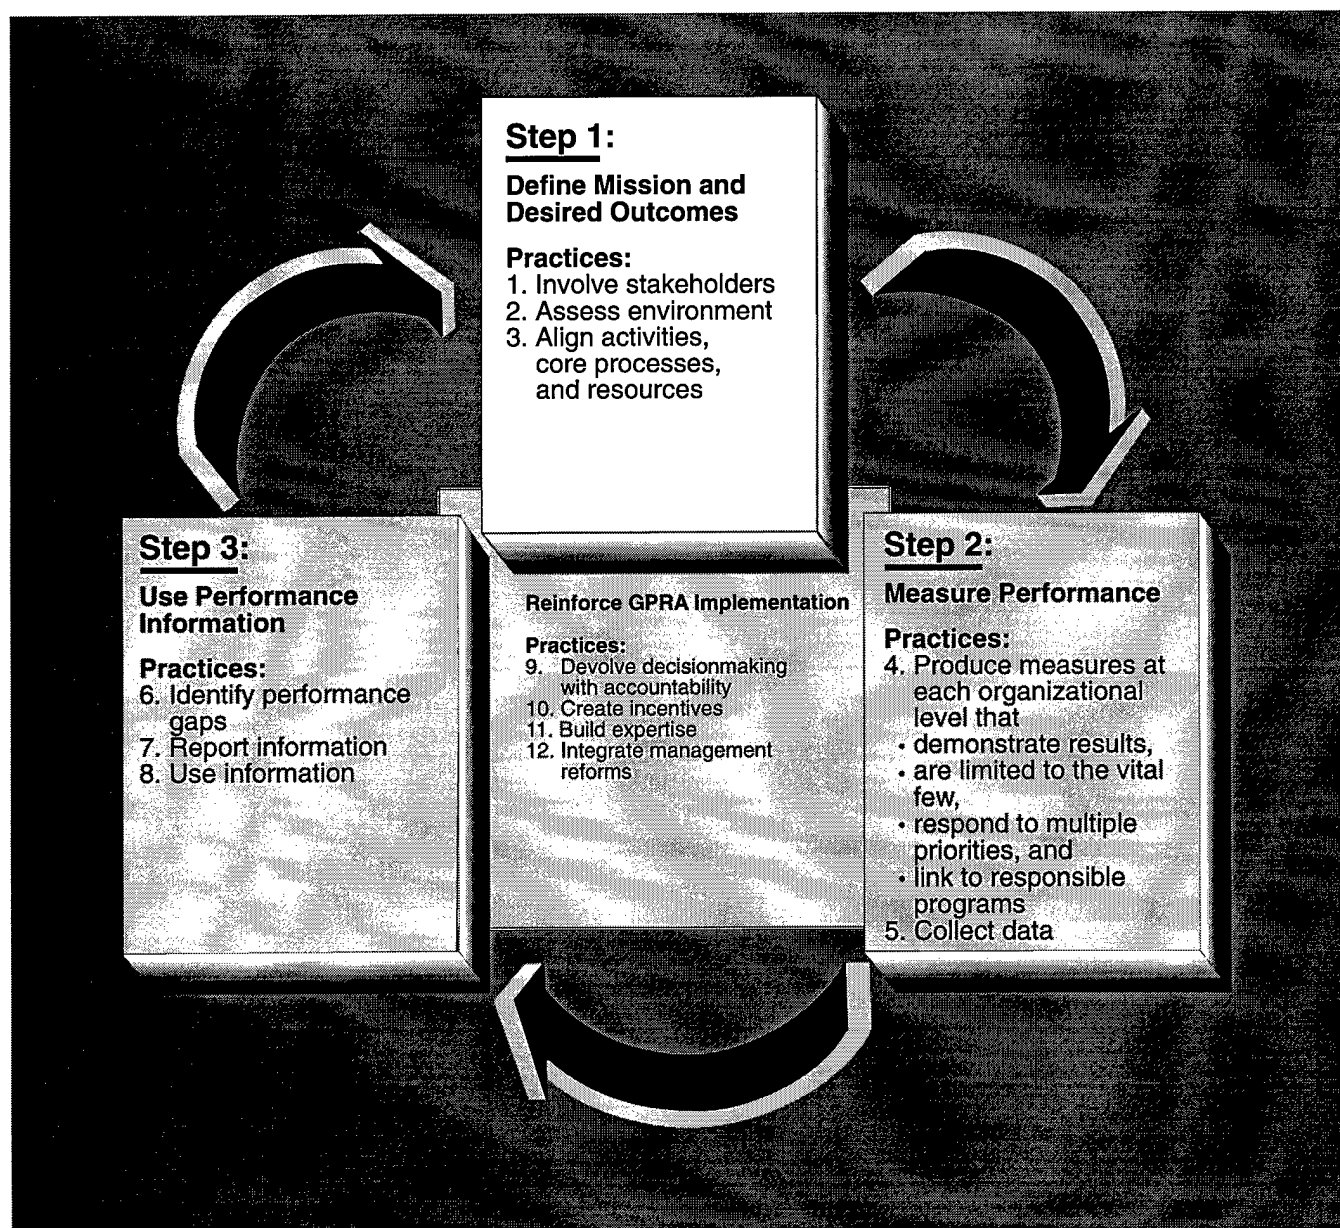 Step 1:
Define Mission and
Desired Outcomes
Practices:
1. Involve stakeholders
2. Assess environment
3. Align activities,
core processes,
and resources
Step 2:
Measure Performance
Practices:
4. Produce measures at
each organizational
level that
• demonstrate results,
• are limited to the vital
few,
• respond to multiple
priorities, and
• link to responsible
programs
5. Collect data
Step 3:
Use Performance
Information
Practices:
6. Identify performance
gaps
7. Report information
8. Use information
Reinforce GPRA Implementation
Practices:
9. Devolve decisionmaking
with accountability
10. Create incentives
11. Build expertise
12. Integrate management
reforms